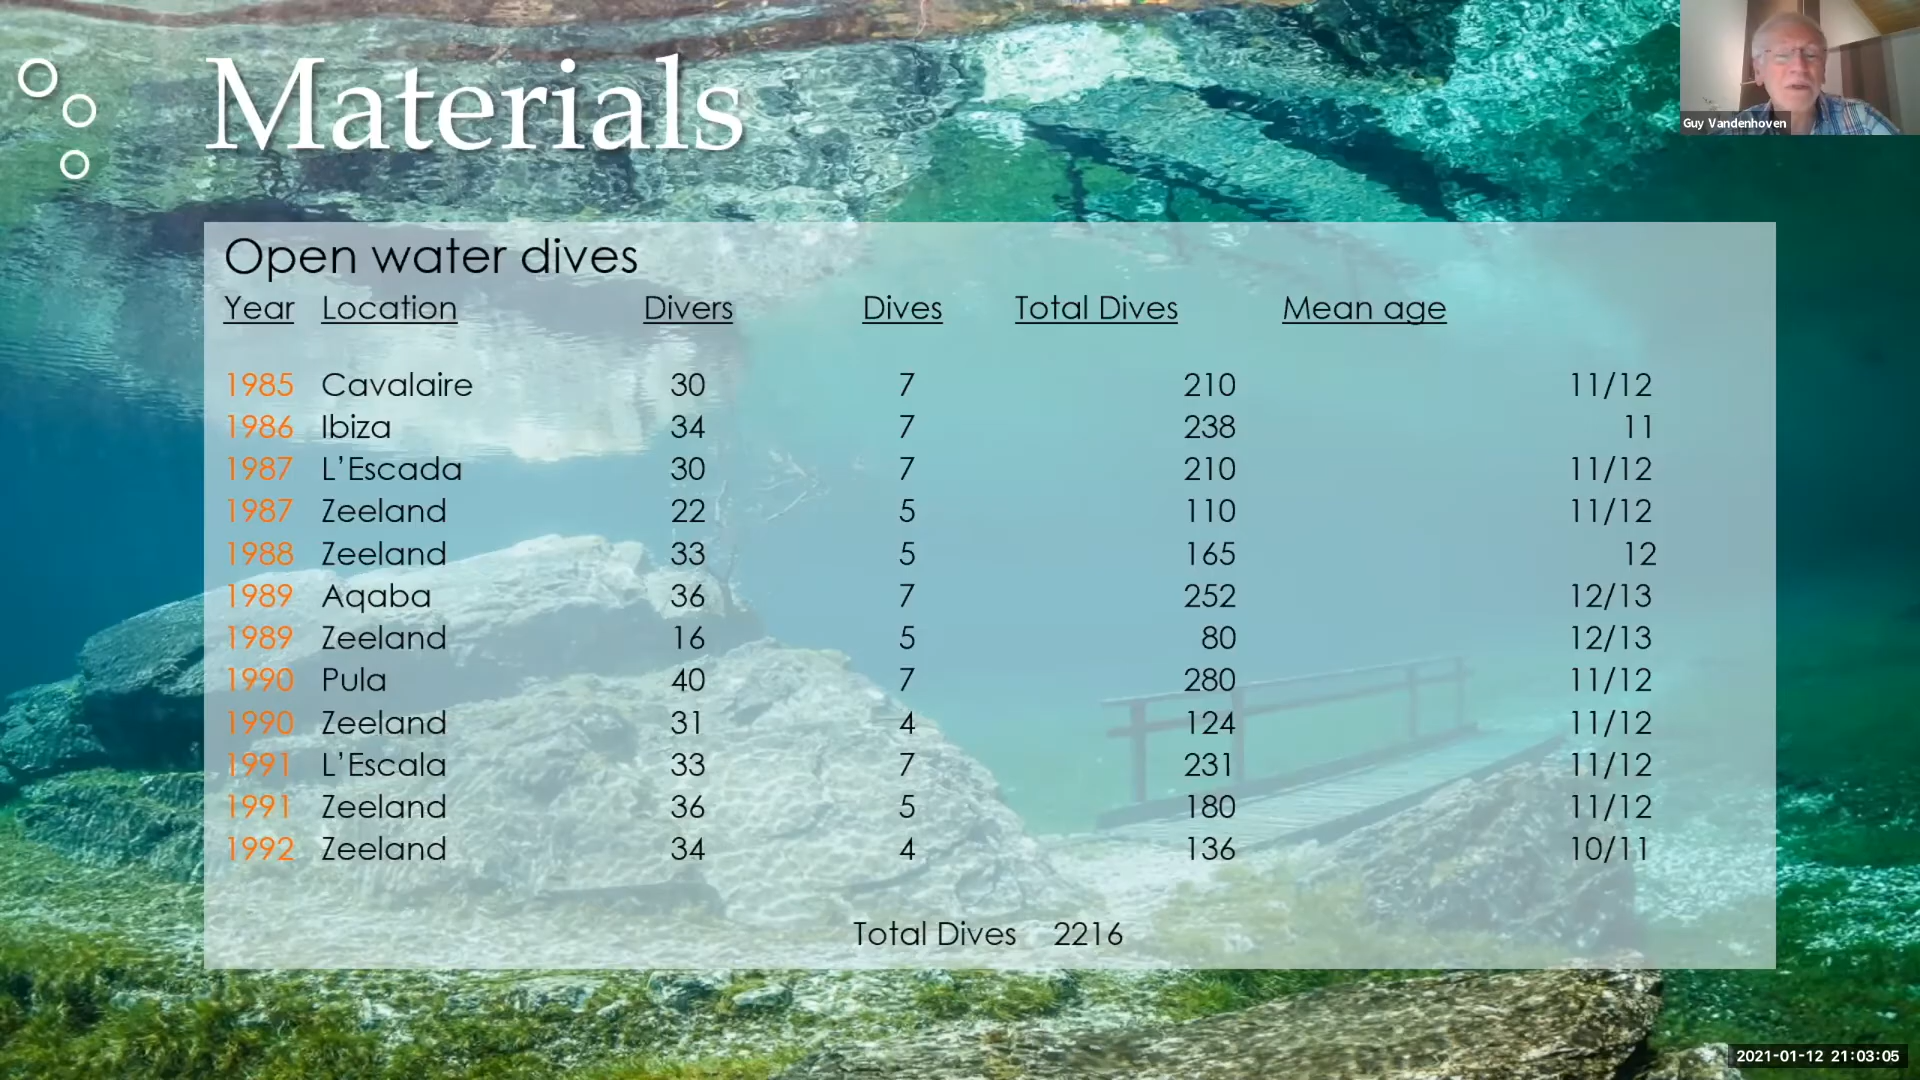 Materials
Guy Vandenhoven
Open water dives
Year Location Divers Dives Total Dives Mean age
1985 Cavalaire 30 7 210 11/12
1986 Ibiza 34 7 238 11
1987 L’Escada 30 7 210 11/12
1987 Zeeland 22 5 110 11/12
1988 Zeeland 33 5 165 12
1989 Aqaba 36 7 252 12/13
1989 Zeeland 16 5 80 12/13
1990 Pula 40 7 280 11/12
1990 Zeeland 31 4 124 11/12
1991 L’Escala 33 7 231 11/12
1991 Zeeland 36 5 180 11/12
1992 Zeeland 34 4 136 10/11
Total Dives 2216
2021-01-12 21:03:05